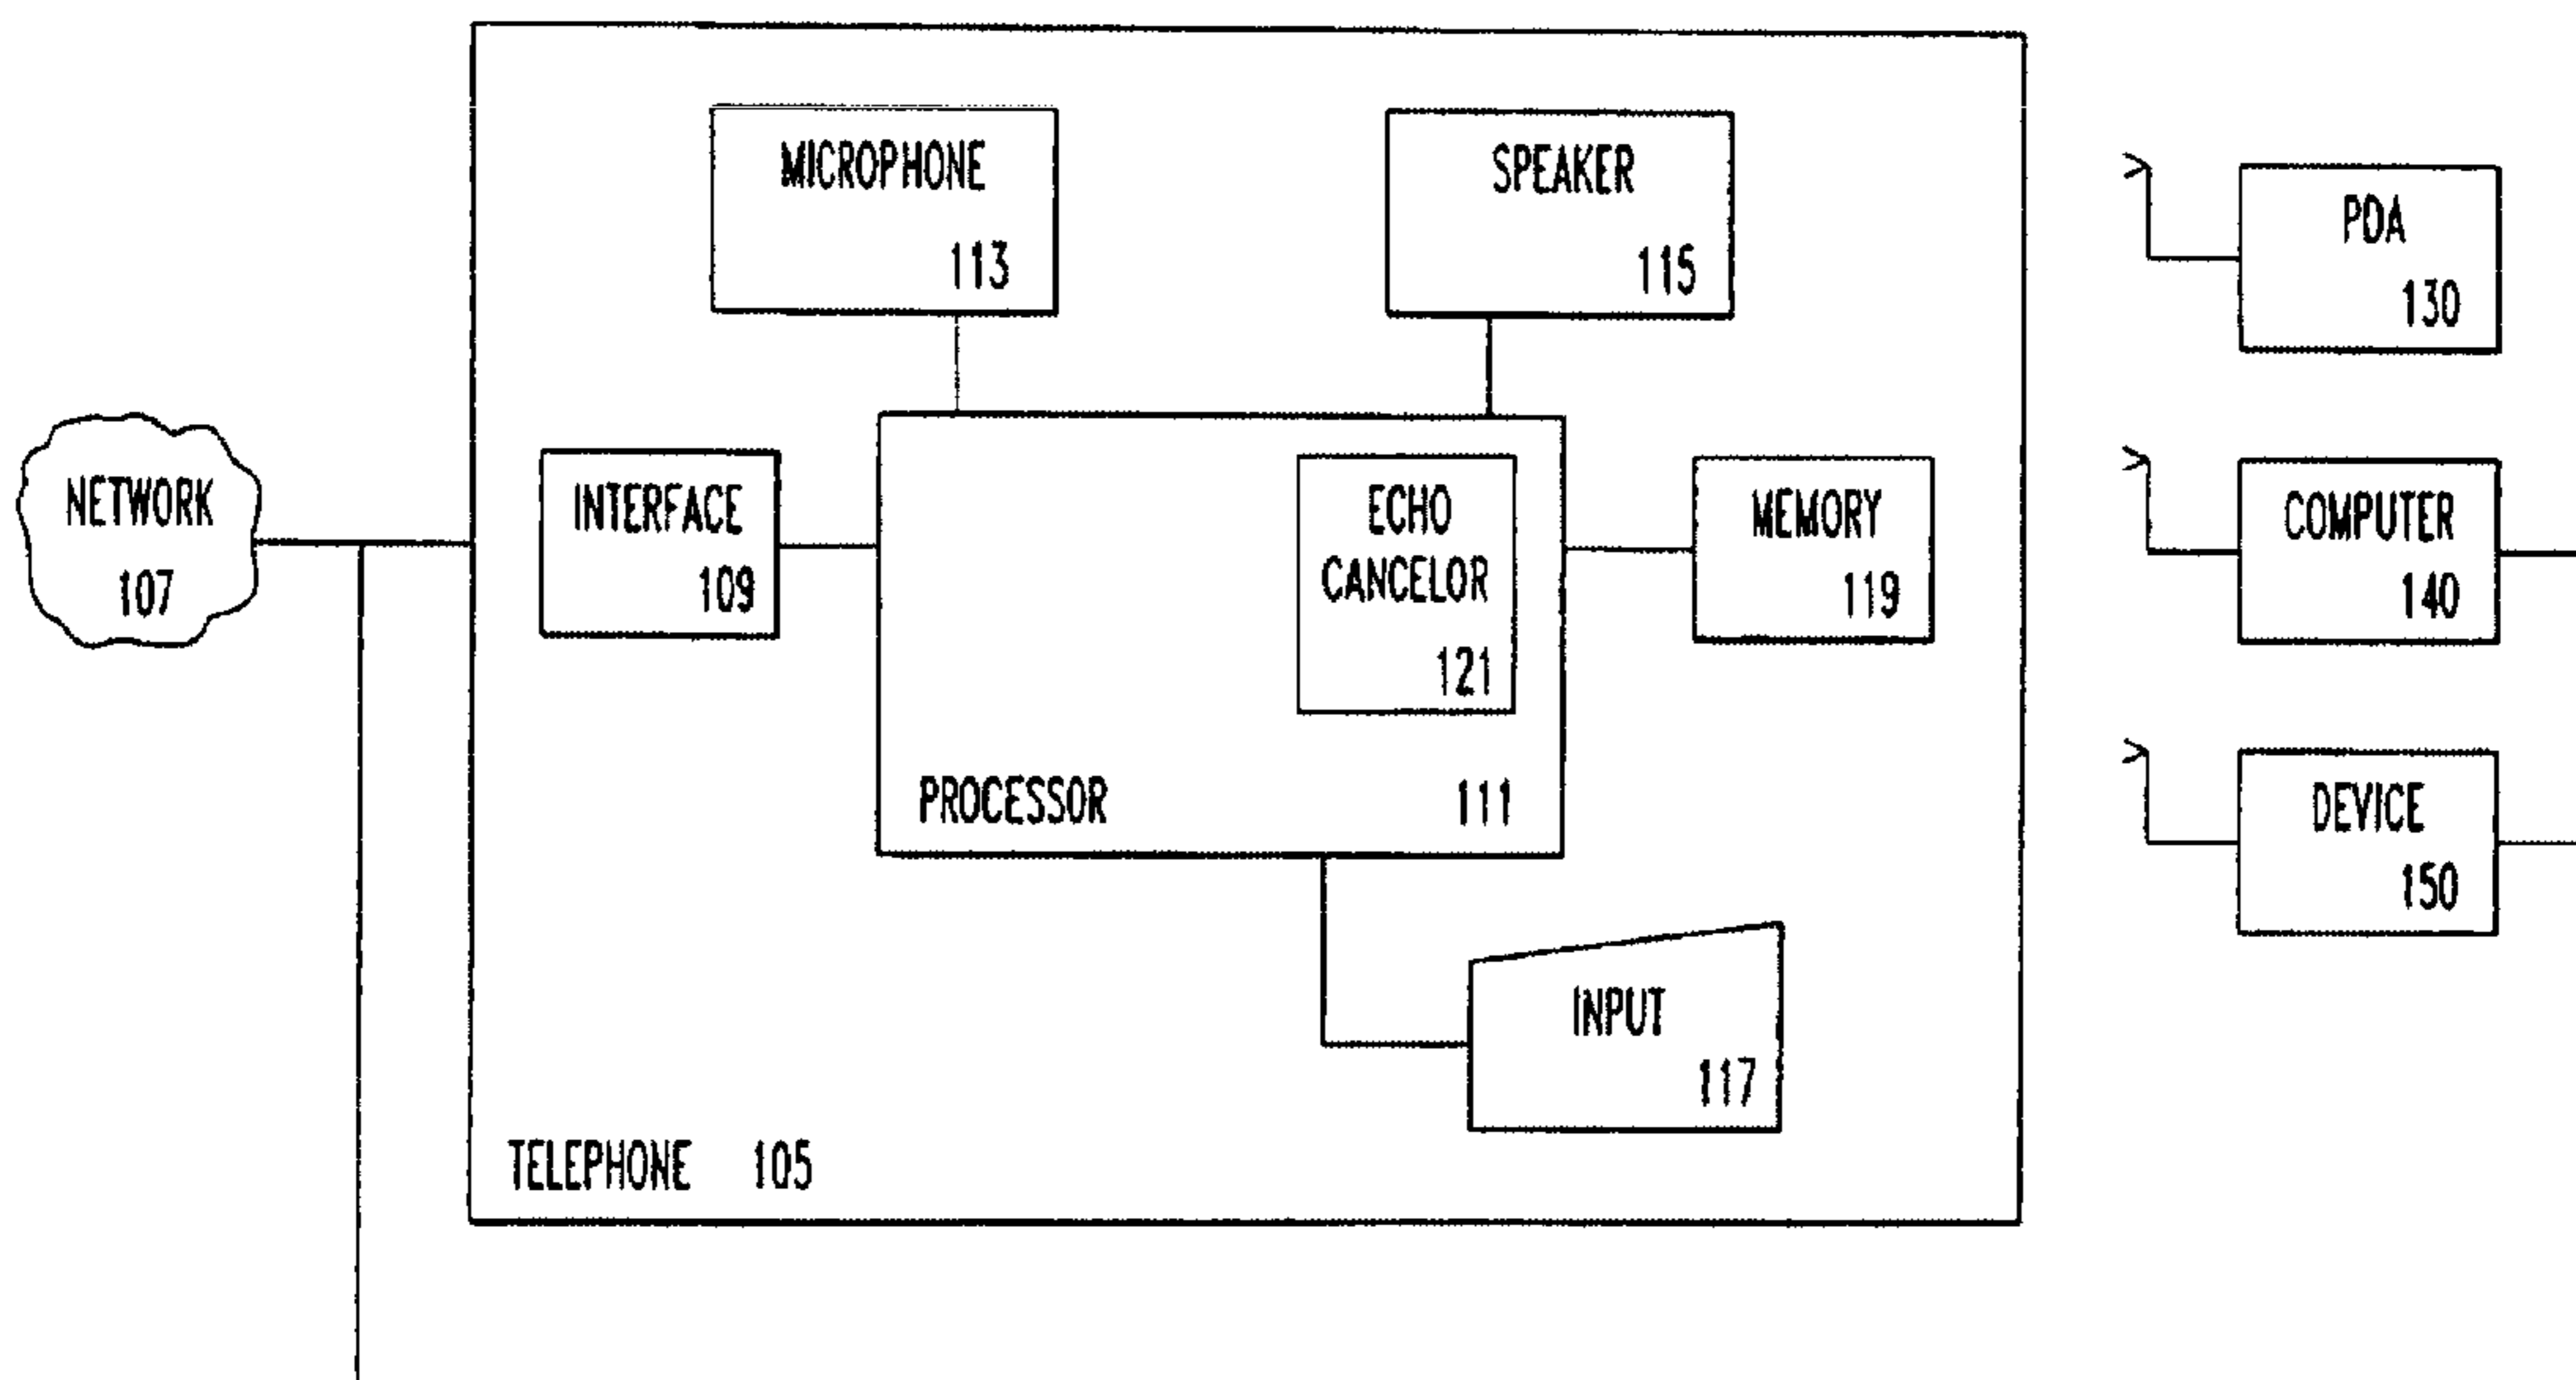 MICROPHONE
113
SPEAKER
115
PDA
130
NETWORK
107
INTERFACE
109
ECHO
CANCELOR
121
MEMORY
119
COMPUTER
140
PROCESSOR 111
DEVICE
150
INPUT
117
TELEPHONE 105